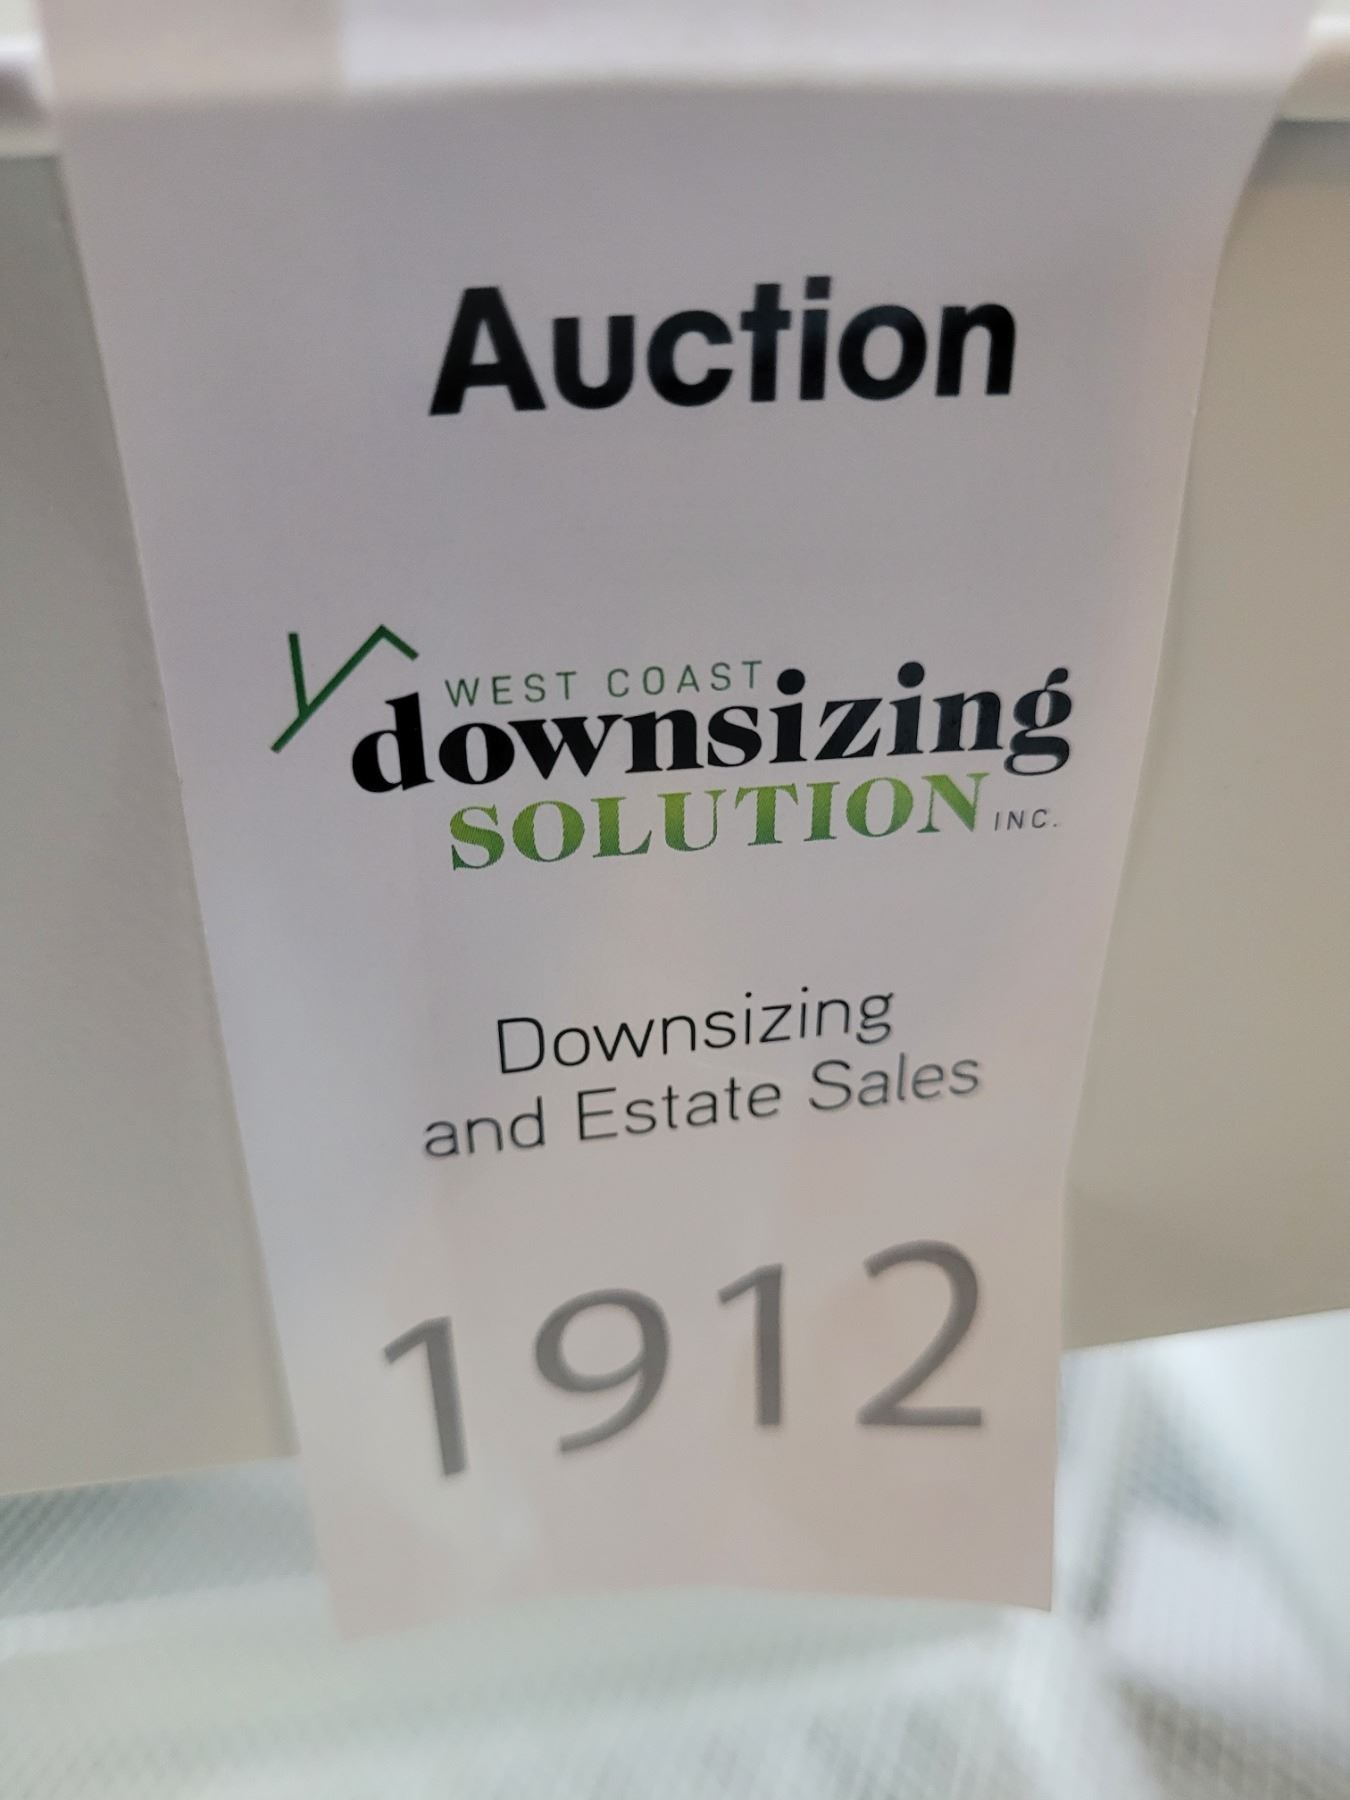 Auction
WEST COAST
downsizing
SOLUTION INC.
Downsizing
and Estate Sales
1912